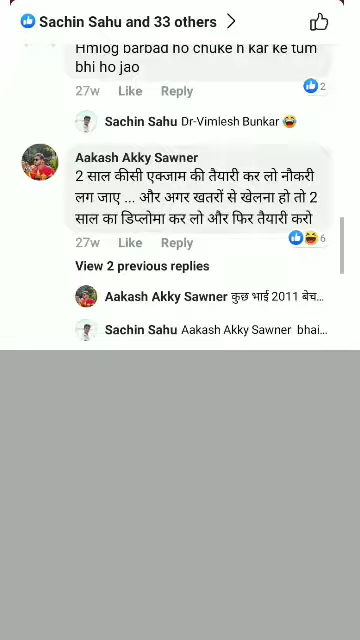 Sachin Sahu and 33 others
Hmlog barbad ho chuke h kar ke tum
bhi ho jao
27w Like Reply
2
Sachin Sahu Dr-Vimlesh Bunkar 😂
Aakash Akky Sawner
2 साल कीसी एक्जाम की तैयारी कर लो नौकरी
लग जाए ... और अगर खतरों से खेलना हो तो 2
साल का डिप्लोमा कर लो और फिर तैयारी करो
27w Like Reply
6
View 2 previous replies
Aakash Akky Sawner कुछ भाई 2011 बेच...
Sachin Sahu Aakash Akky Sawner bhai...